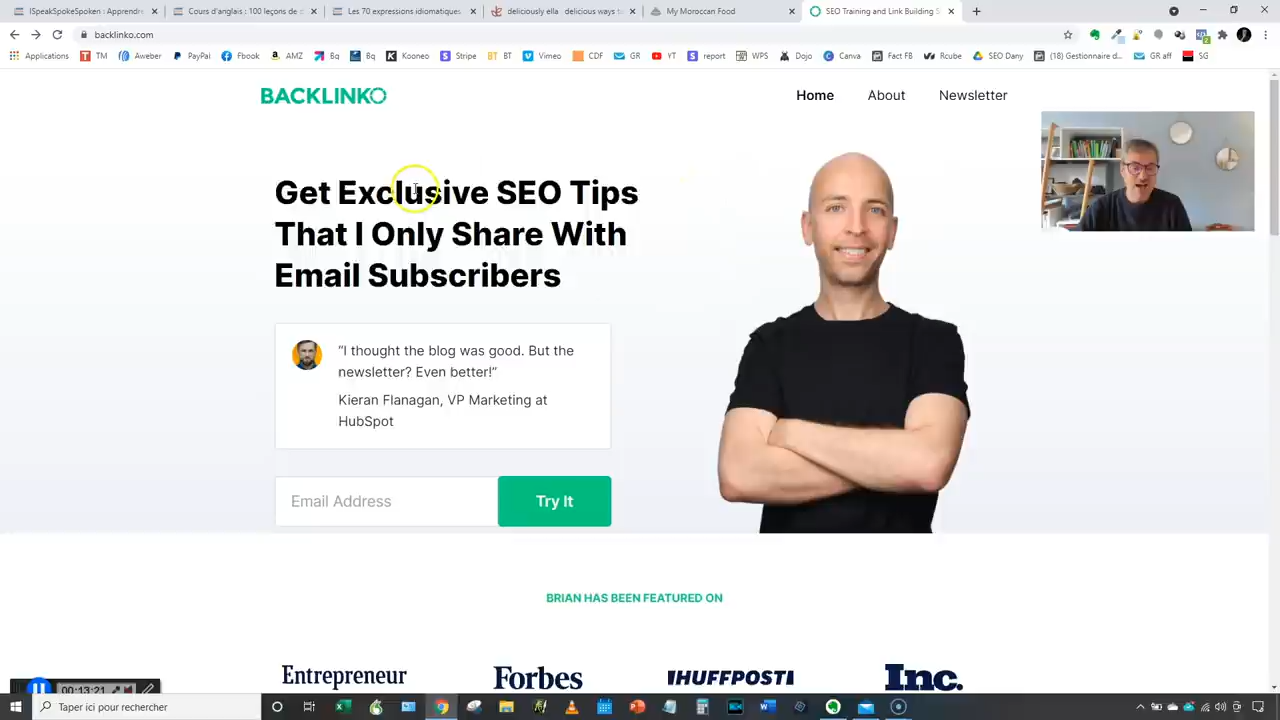 ISpeakSpokeSpoken : Apprendre
Cours d'anglais : 100 leçons de
Les 70 expressions idiomatiques
deliciously ella  delicious ways
My Moroccan Food
SEO Training and Link Building S
backlinko.com
Applications TM Aweber PayPal Fbook AMZ Bq Bq Kooneo Stripe BT BT Vimeo CDF GR YT report WPS Dojo Canva Fact FB Rcube SEO Dany (18) Gestionnaire d... GR aff SG
BACKLINKO
Home About Newsletter
Get Exclusive SEO Tips
That I Only Share With
Email Subscribers
“I thought the blog was good. But the
newsletter? Even better!”
Kieran Flanagan, VP Marketing at
HubSpot
Email Address Try It
BRIAN HAS BEEN FEATURED ON
Entrepreneur Forbes IHUFFPOSTI Inc.
00:13:21
Taper ici pour rechercher